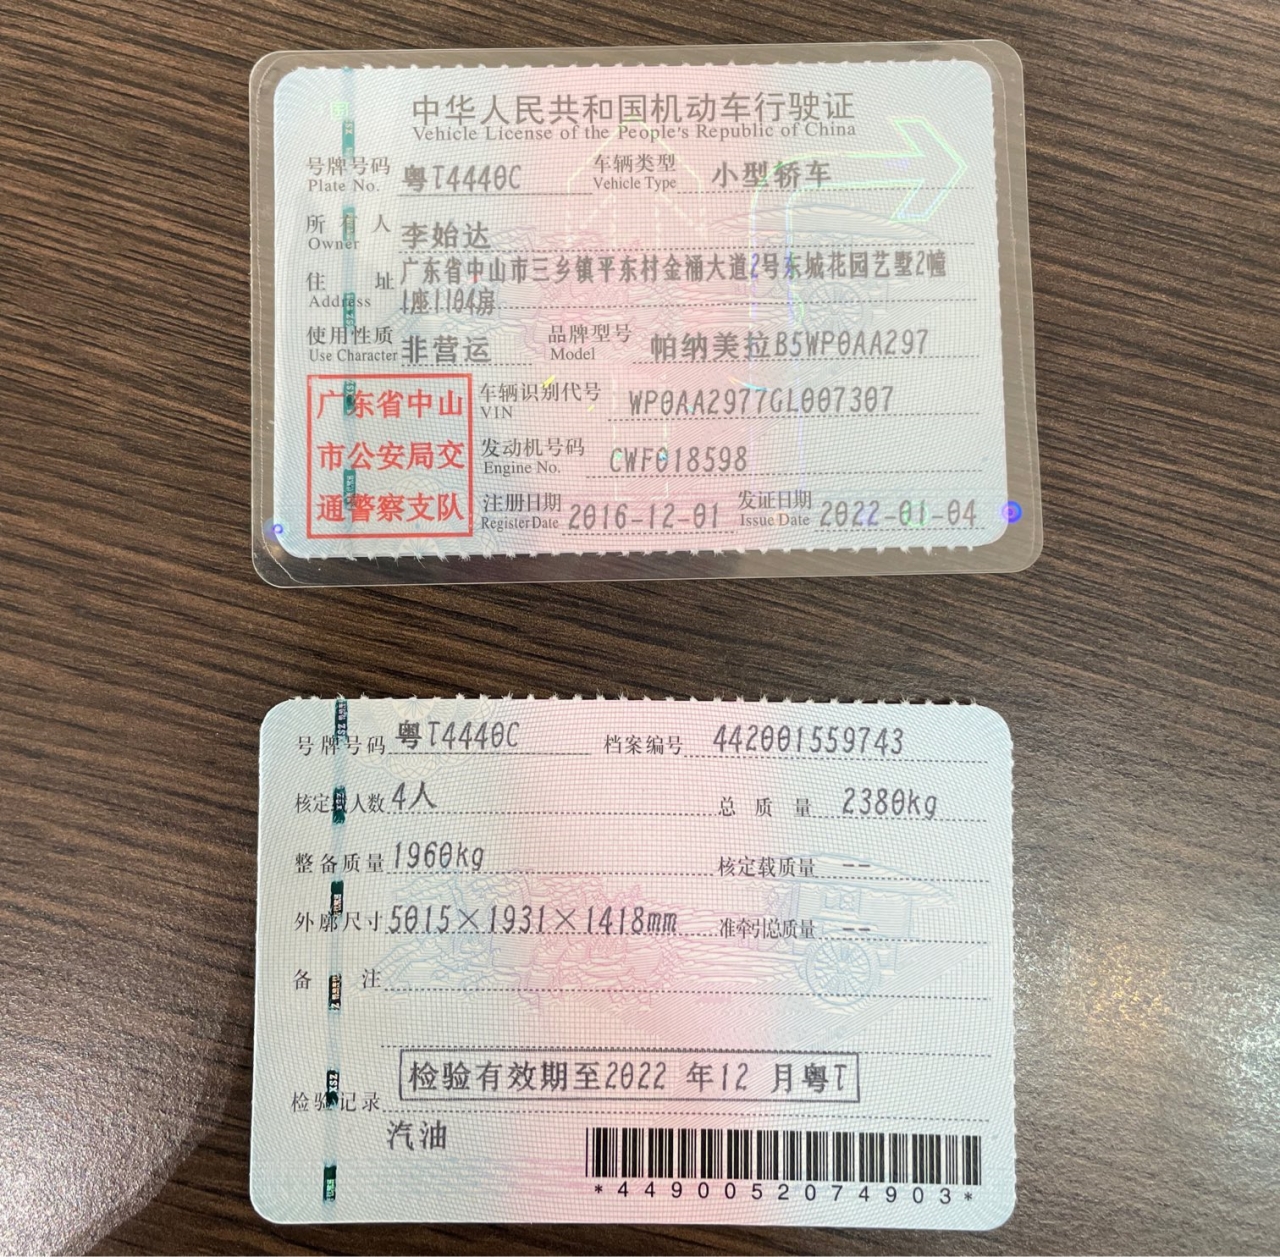 中华人民共和国机动车行驶证
Vehicle License of the People's Republic of China
号牌号码 粤T4440C 车辆类型 小型轿车
Plate No. Vehicle Type
所有人 李始达
Owner
住址 广东省中山市三乡镇平东村金涌大道2号东城花园艺墅2幢
Address 1座1104房
使用性质 非营运 品牌型号 帕纳美拉B5WP0AA297
Use Character Model
广东省中山
市公安局交
通警察支队
车辆识别代号 WP0AA2977GL007307
VIN
发动机号码 CWF018598
Engine No.
注册日期 2016-12-01 发证日期 2022-01-04
Register Date Issue Date
号牌号码 粤T4440C 档案编号 442001559743
核定载人数 4人 总质量 2380kg
整备质量 1960kg 核定载质量 --
外廓尺寸 5015×1931×1418mm 准牵引总质量 --
备注
检验有效期至2022 年12 月粤T
检验记录
汽油
*4490052074903*